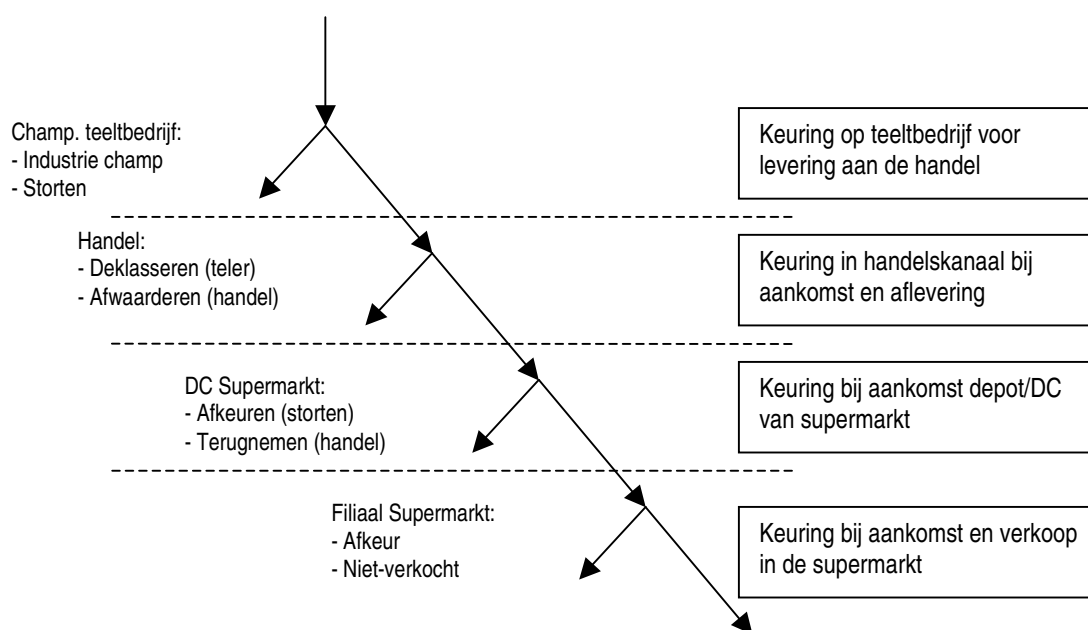 Champ. teeltbedrijf:
- Industrie champ
- Storten
Keuring op teeltbedrijf voor
levering aan de handel
Handel:
- Deklasseren (teler)
- Afwaarderen (handel)
Keuring in handelskanaal bij
aankomst en aflevering
DC Supermarkt:
- Afkeuren (storten)
- Terugnemen (handel)
Keuring bij aankomst depot/DC
van supermarkt
Filiaal Supermarkt:
- Afkeur
- Niet-verkocht
Keuring bij aankomst en verkoop
in de supermarkt